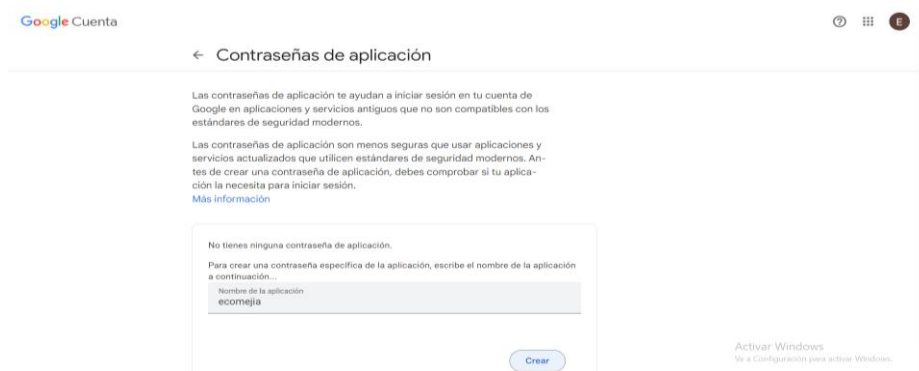 Google Cuenta
E
← Contraseñas de aplicación
Las contraseñas de aplicación te ayudan a iniciar sesión en tu cuenta de
Google en aplicaciones y servicios antiguos que no son compatibles con los
estándares de seguridad modernos.
Las contraseñas de aplicación son menos seguras que usar aplicaciones y
servicios actualizados que utilicen estándares de seguridad modernos. An-
tes de crear una contraseña de aplicación, debes comprobar si tu aplica-
ción la necesita para iniciar sesión.
Más información
No tienes ninguna contraseña de aplicación.
Para crear una contraseña específica de la aplicación, escribe el nombre de la aplicación
a continuación...
Nombre de la aplicación
ecomejia
Crear
Activar Windows
Ve a Configuración para activar Windows.